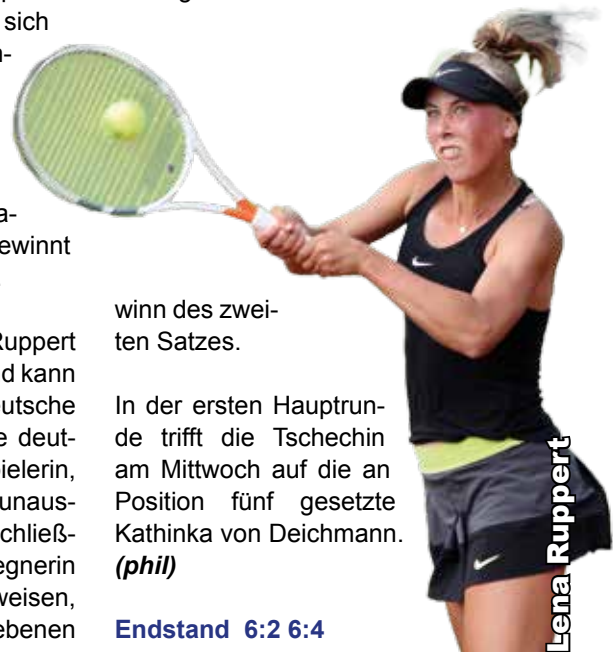 sich
n-
a-
ewinnt
Ruppert
d kann
eutsche
e deut-
ielerin,
unaus-
chließ-
egnerin
weisen,
ebenen
winn des zwei-
ten Satzes.
In der ersten Hauptrun-
de trifft die Tschechin
am Mittwoch auf die an
Position fünf gesetzte
Kathinka von Deichmann.
(phil)
Endstand 6:2 6:4
Lena Ruppert